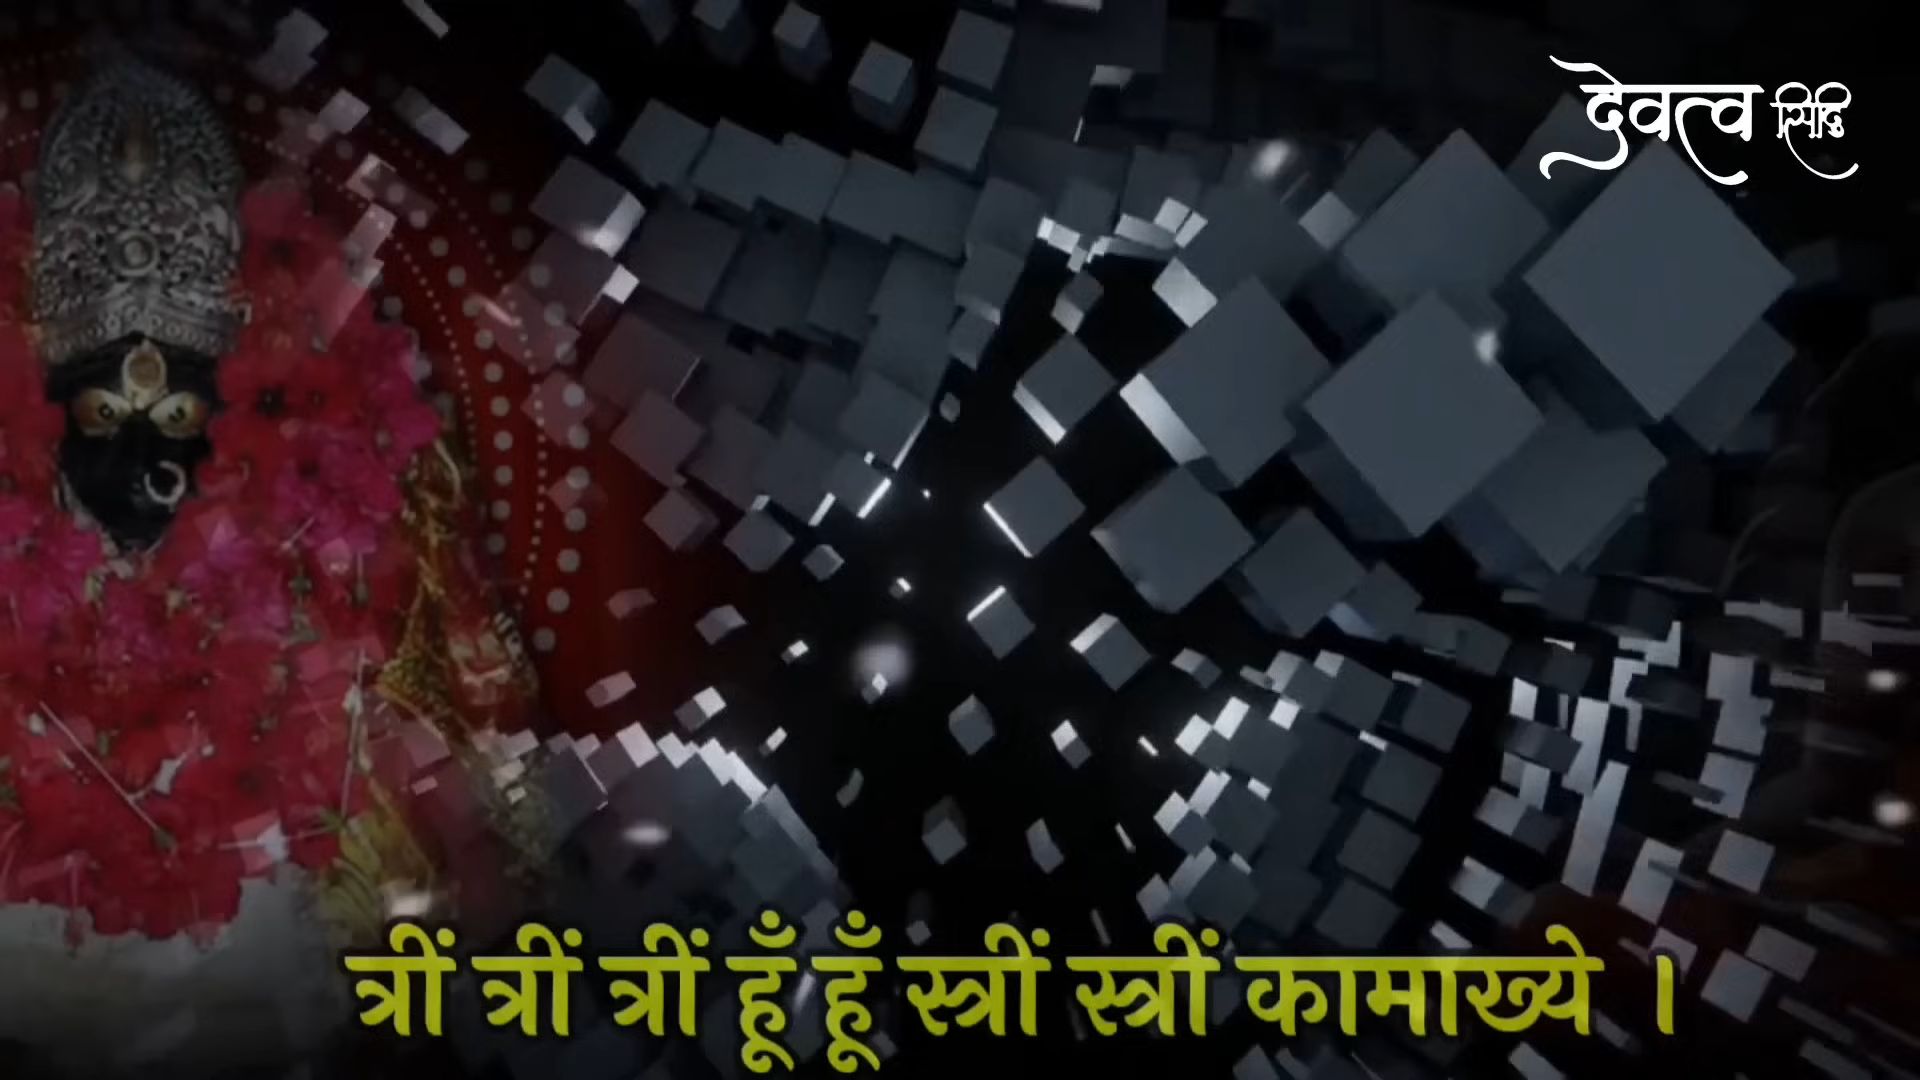 देवत्व सिद्धि
त्रीं त्रीं त्रीं हूँ हूँ स्त्रीं स्त्रीं कामाख्ये ।